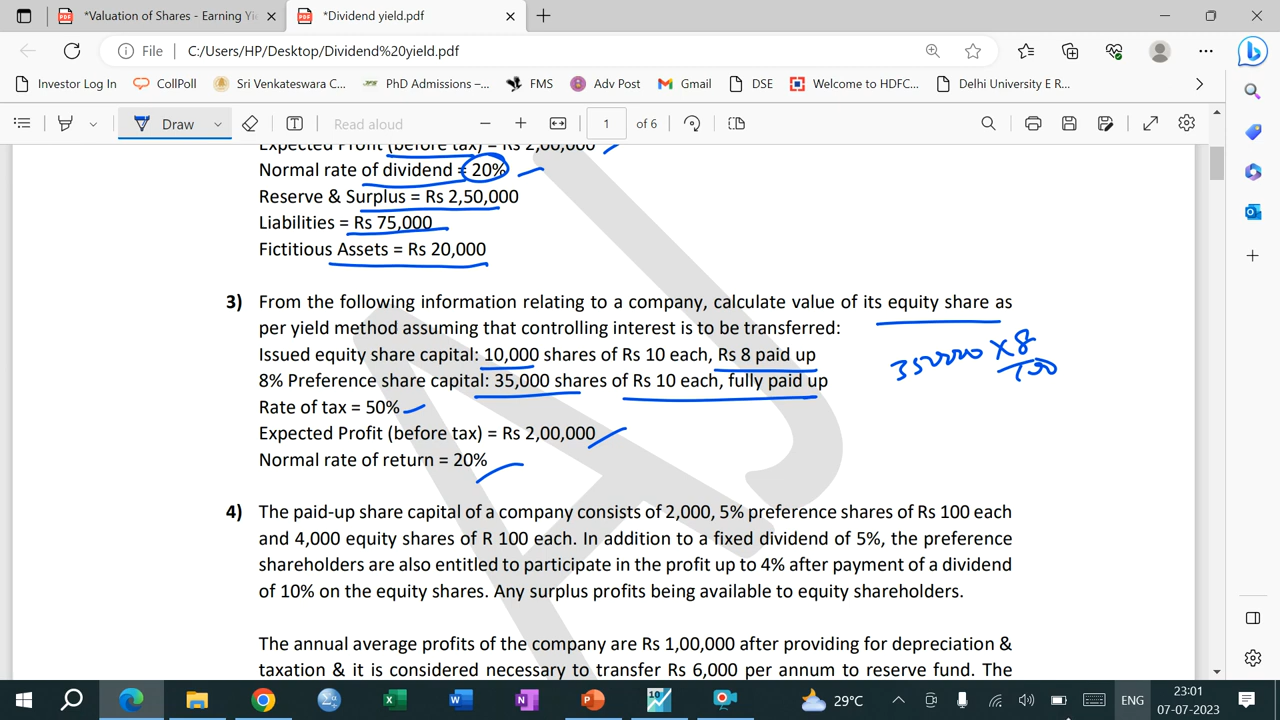 *Valuation of Shares - Earning Yi
*Dividend yield.pdf
File
C:/Users/HP/Desktop/Dividend%20yield.pdf
Investor Log In
CollPoll
Sri Venkateswara C...
PhD Admissions –...
FMS
Adv Post
Gmail
DSE
Welcome to HDFC...
Delhi University E R...
Draw
Read aloud
1 of 6
Expected Profit (before tax) = Rs 2,00,000
Normal rate of dividend = 20%
Reserve & Surplus = Rs 2,50,000
Liabilities = Rs 75,000
Fictitious Assets = Rs 20,000
3) From the following information relating to a company, calculate value of its equity share as
per yield method assuming that controlling interest is to be transferred:
Issued equity share capital: 10,000 shares of Rs 10 each, Rs 8 paid up
350000 × 8
100
8% Preference share capital: 35,000 shares of Rs 10 each, fully paid up
Rate of tax = 50%
Expected Profit (before tax) = Rs 2,00,000
Normal rate of return = 20%
4) The paid-up share capital of a company consists of 2,000, 5% preference shares of Rs 100 each
and 4,000 equity shares of R 100 each. In addition to a fixed dividend of 5%, the preference
shareholders are also entitled to participate in the profit up to 4% after payment of a dividend
of 10% on the equity shares. Any surplus profits being available to equity shareholders.
The annual average profits of the company are Rs 1,00,000 after providing for depreciation &
taxation & it is considered necessary to transfer Rs 6,000 per annum to reserve fund. The
AJ
29°C
ENG
23:01
07-07-2023